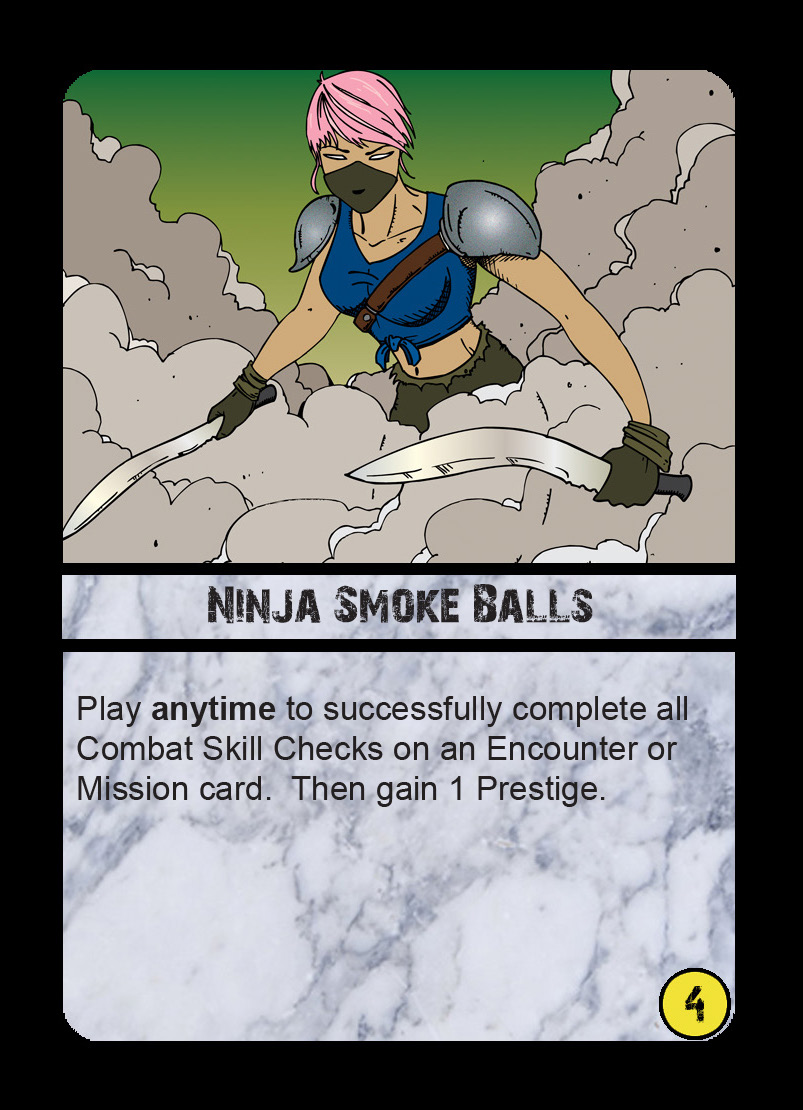 Ninja Smoke Balls
Play anytime to successfully complete all
Combat Skill Checks on an Encounter or
Mission card.  Then gain 1 Prestige.
4